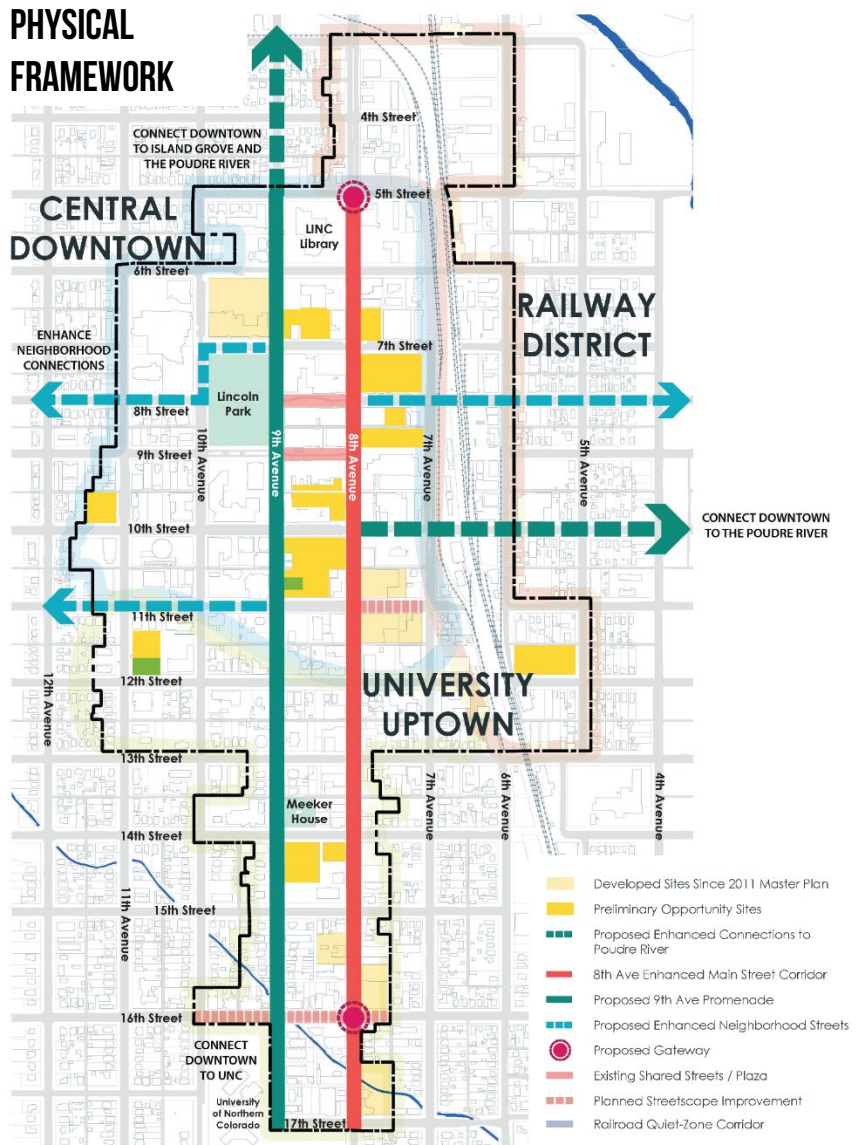 PHYSICAL
FRAMEWORK
CONNECT DOWNTOWN
TO ISLAND GROVE AND
THE POUDRE RIVER
4th Street
5th Street
CENTRAL
DOWNTOWN
LINC
Library
6th Street
RAILWAY
DISTRICT
ENHANCE
NEIGHBORHOOD
CONNECTIONS
7th Street
8th Street
Lincoln
Park
10th Avenue
9th Avenue
8th Avenue
7th Avenue
5th Avenue
9th Street
10th Street
CONNECT DOWNTOWN
TO THE POUDRE RIVER
11th Street
12th Street
12th Avenue
UNIVERSITY
UPTOWN
13th Street
7th Avenue
6th Avenue
4th Avenue
Meeker
House
14th Street
11th Avenue
15th Street
16th Street
CONNECT
DOWNTOWN
TO UNC
University
of Northern
Colorado
17th Street
Developed Sites Since 2011 Master Plan
Preliminary Opportunity Sites
Proposed Enhanced Connections to
Poudre River
8th Ave Enhanced Main Street Corridor
Proposed 9th Ave Promenade
Proposed Enhanced Neighborhood Streets
Proposed Gateway
Existing Shared Streets / Plaza
Planned Streetscape Improvement
Railroad Quiet-Zone Corridor